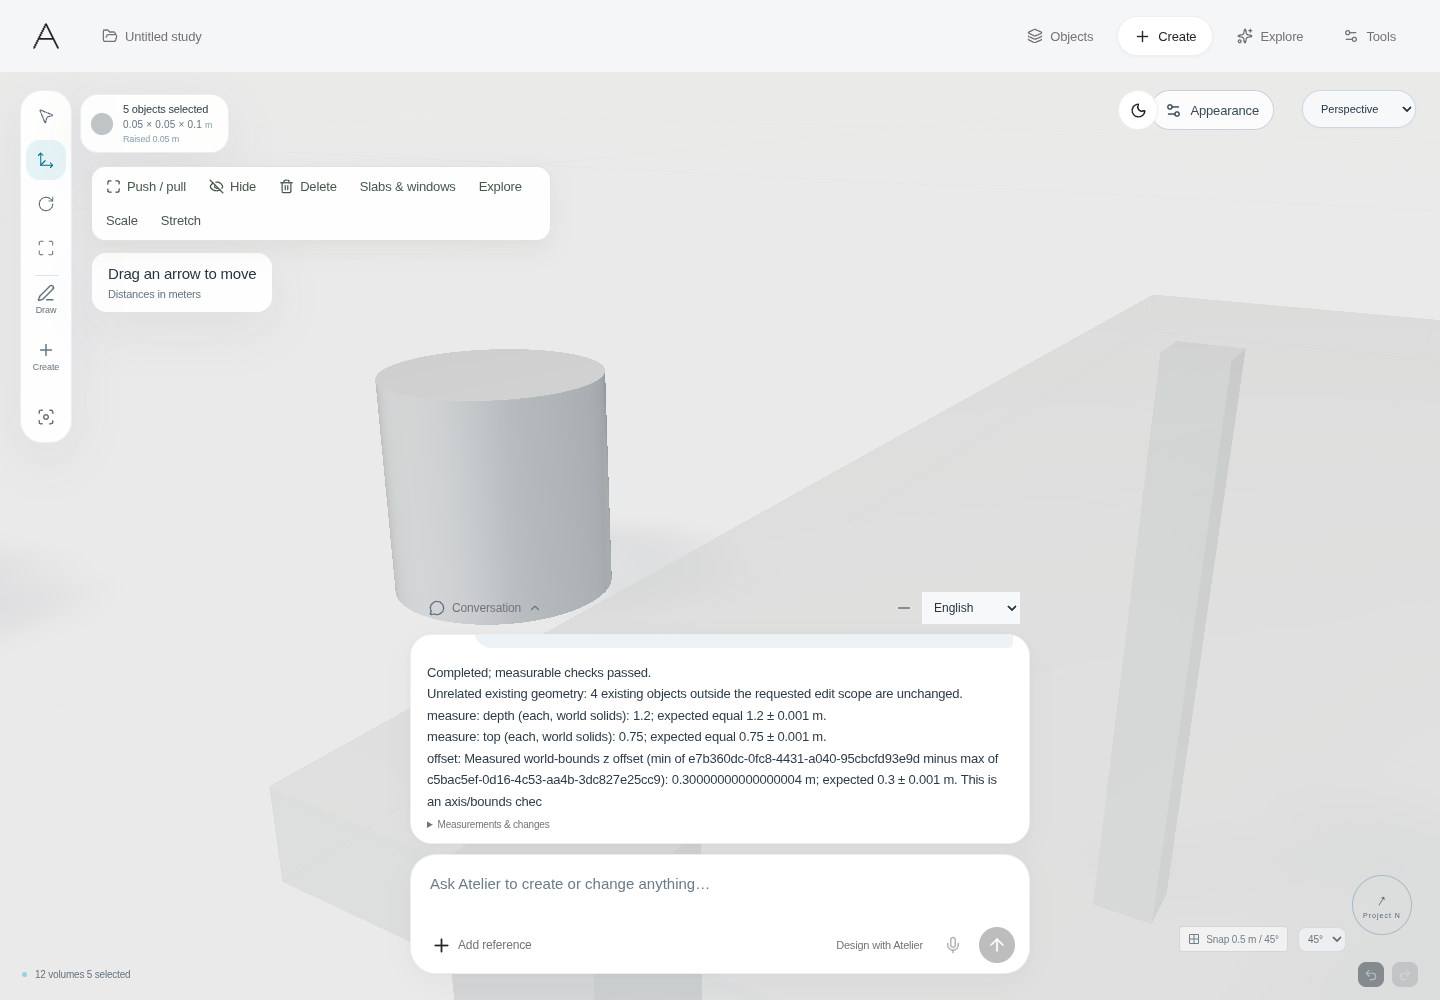 Untitled study
Objects
Create
Explore
Tools
5 objects selected
0.05 × 0.05 × 0.1 m
Raised 0.05 m
Appearance
Perspective
Push / pull
Hide
Delete
Slabs & windows
Explore
Scale
Stretch
Drag an arrow to move
Distances in meters
Draw
Create
Conversation
English
Completed; measurable checks passed.
Unrelated existing geometry: 4 existing objects outside the requested edit scope are unchanged.
measure: depth (each, world solids): 1.2; expected equal 1.2 ± 0.001 m.
measure: top (each, world solids): 0.75; expected equal 0.75 ± 0.001 m.
offset: Measured world-bounds z offset (min of e7b360dc-0fc8-4431-a040-95cbcfd93e9d minus max of
c5bac5ef-0d16-4c53-aa4b-3dc827e25cc9): 0.30000000000000004 m; expected 0.3 ± 0.001 m. This is
an axis/bounds chec
Measurements & changes
Ask Atelier to create or change anything…
Add reference
Design with Atelier
Project N
Snap 0.5 m / 45°
45°
12 volumes 5 selected